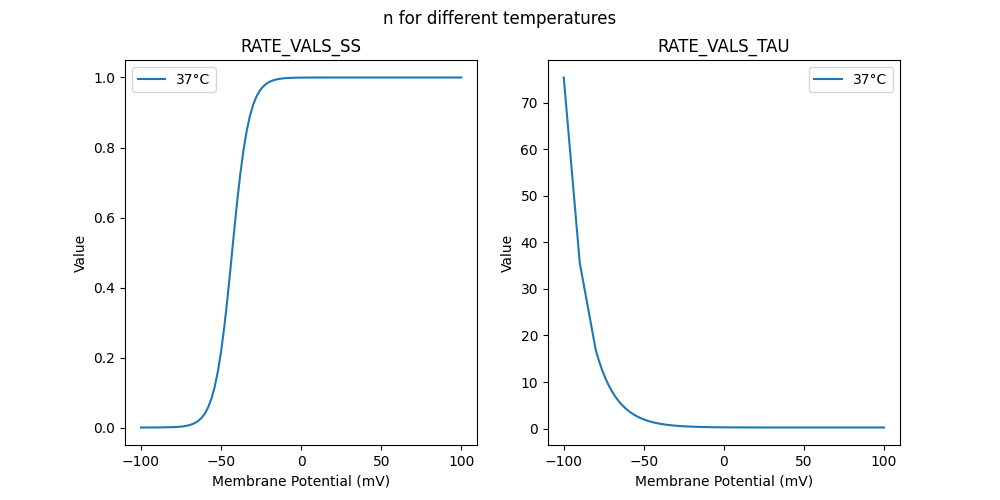 n for different temperatures
RATE_VALS_SS
37°C
1.0
0.8
0.6
0.4
0.2
0.0
Value
−100
−50
0
50
100
Membrane Potential (mV)
RATE_VALS_TAU
37°C
70
60
50
40
30
20
10
0
Value
−100
−50
0
50
100
Membrane Potential (mV)